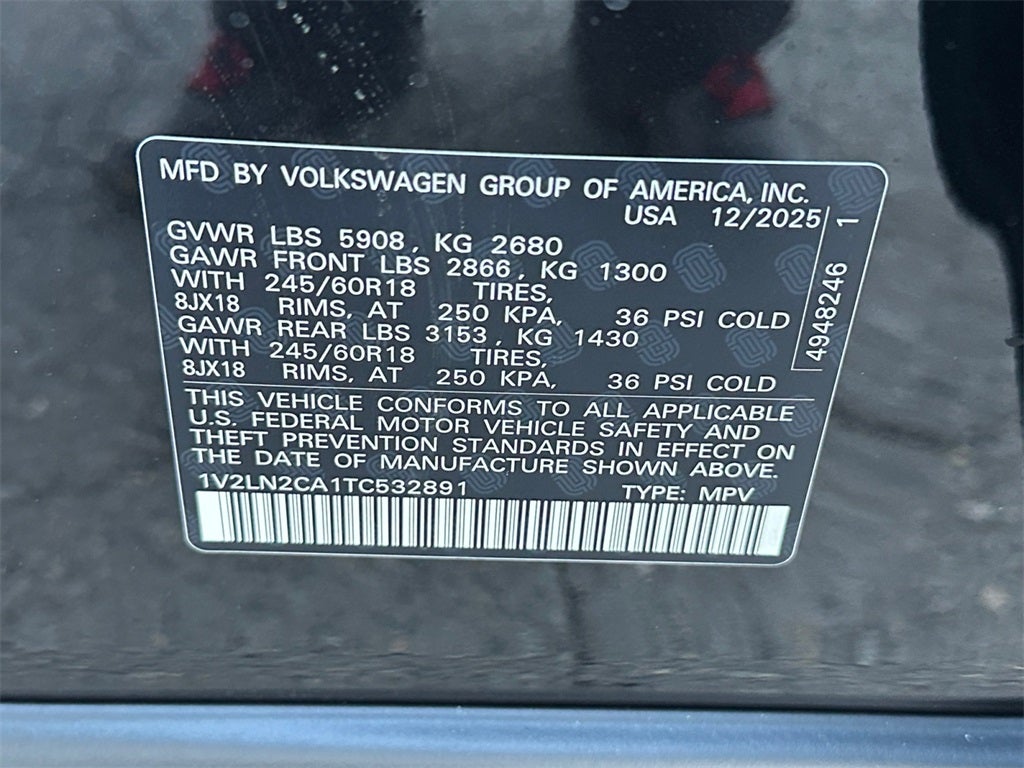 MFD BY VOLKSWAGEN GROUP OF AMERICA, INC.
USA 12/2025
GVWR LBS 5908, KG 2680
GAWR FRONT LBS 2866, KG 1300
WITH 245/60R18 TIRES,
8JX18 RIMS, AT 250 KPA, 36 PSI COLD
GAWR REAR LBS 3153, KG 1430
WITH 245/60R18 TIRES,
8JX18 RIMS, AT 250 KPA, 36 PSI COLD
4948246 1
THIS VEHICLE CONFORMS TO ALL APPLICABLE
U.S. FEDERAL MOTOR VEHICLE SAFETY AND
THEFT PREVENTION STANDARDS IN EFFECT ON
THE DATE OF MANUFACTURE SHOWN ABOVE.
1V2LN2CA1TC532891 TYPE: MPV